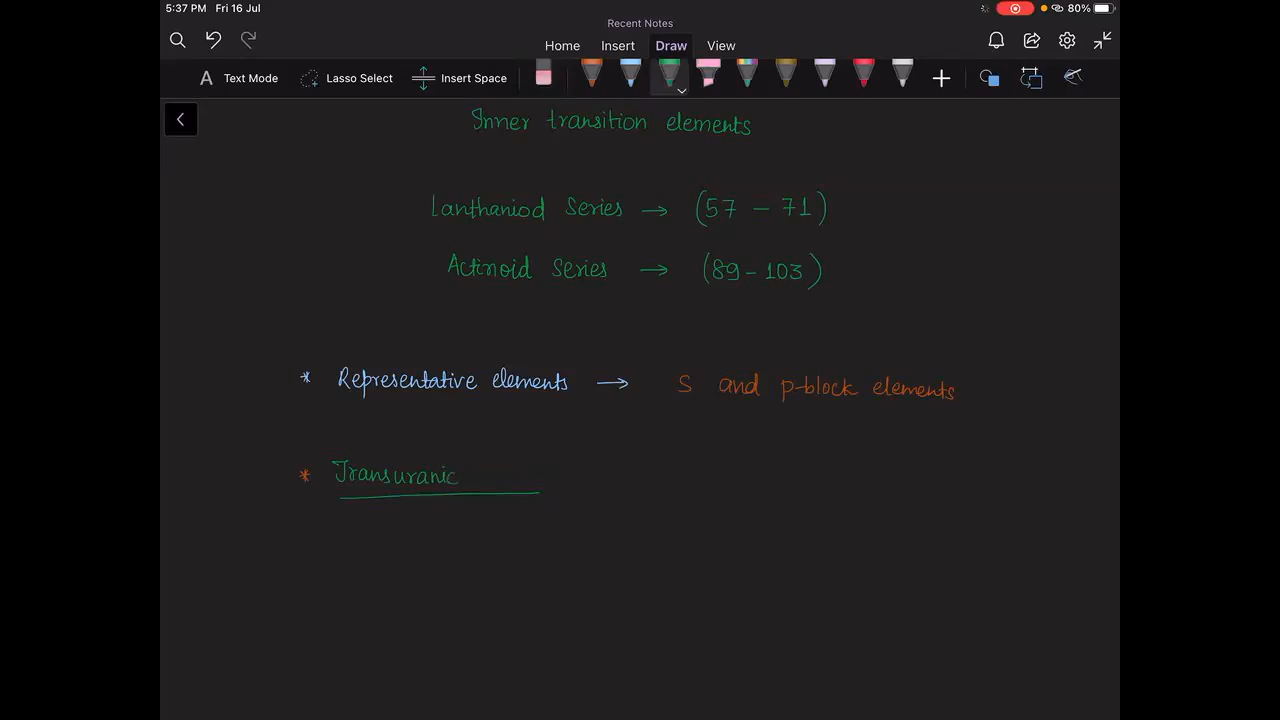 5:37 PM Fri 16 Jul
80%
Recent Notes
Home Insert Draw View
A Text Mode Lasso Select Insert Space
Inner transition elements
Lanthaniod Series → (57 – 71)
Actinoid Series → (89 – 103)
* Representative elements → S and p-block elements
* Transuranic